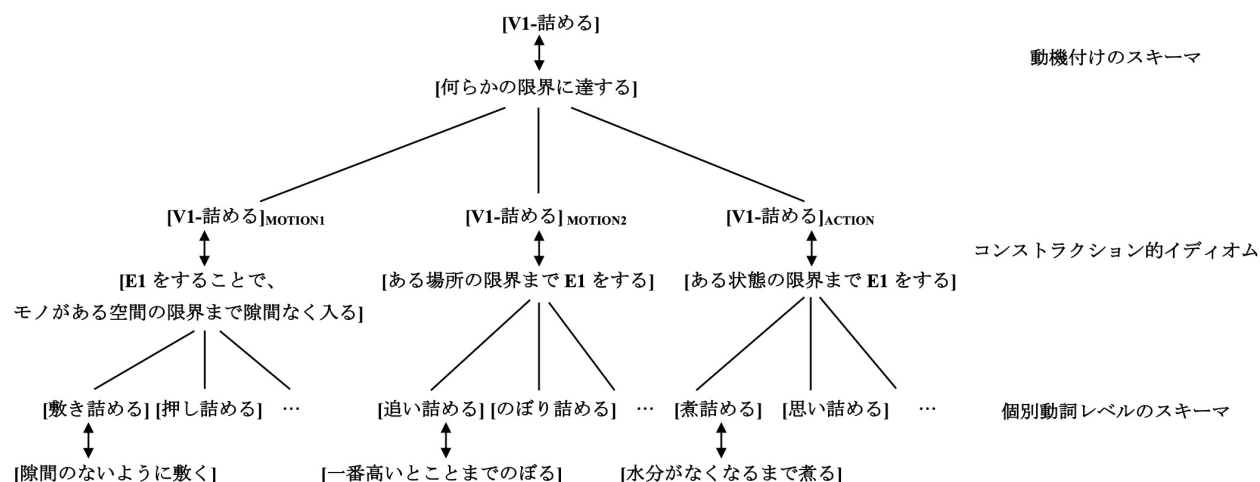 [V1-詰める]
動機付けのスキーマ
[何らかの限界に達する]
[V1-詰める]MOTION1 [V1-詰める] MOTION2 [V1-詰める]ACTION
コンストラクション的イディオム
[E1 をすることで、
モノがある空間の限界まで隙間なく入る]
[ある場所の限界まで E1 をする]
[ある状態の限界まで E1 をする]
[敷き詰める] [押し詰める] … [追い詰める] [のぼり詰める] … [煮詰める] [思い詰める] … 個別動詞レベルのスキーマ
[隙間のないように敷く] [一番高いとことまでのぼる] [水分がなくなるまで煮る]